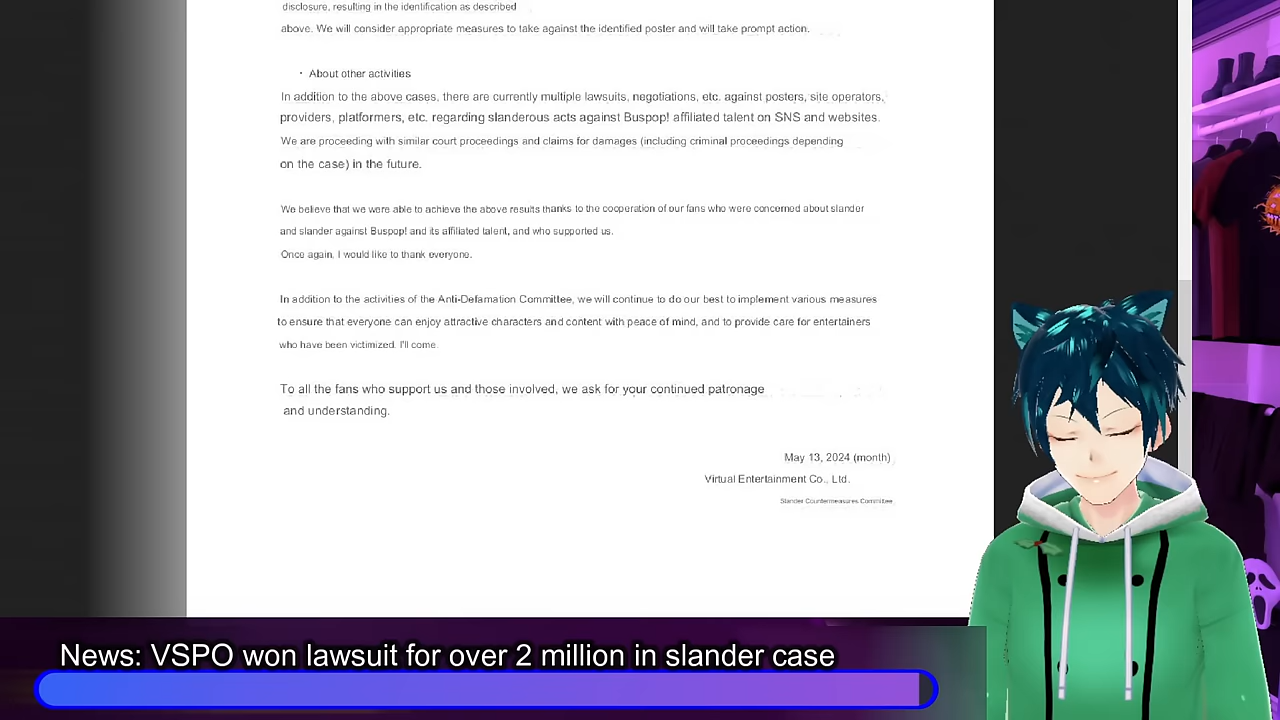 disclosure, resulting in the identification as described
above. We will consider appropriate measures to take against the identified poster and will take prompt action.
・ About other activities
In addition to the above cases, there are currently multiple lawsuits, negotiations, etc. against posters, site operators,
providers, platformers, etc. regarding slanderous acts against Buspop! affiliated talent on SNS and websites.
We are proceeding with similar court proceedings and claims for damages (including criminal proceedings depending
on the case) in the future.
We believe that we were able to achieve the above results thanks to the cooperation of our fans who were concerned about slander
and slander against Buspop! and its affiliated talent, and who supported us.
Once again, I would like to thank everyone.
In addition to the activities of the Anti-Defamation Committee, we will continue to do our best to implement various measures
to ensure that everyone can enjoy attractive characters and content with peace of mind, and to provide care for entertainers
who have been victimized. I'll come.
To all the fans who support us and those involved, we ask for your continued patronage
and understanding.
May 13, 2024 (month)
Virtual Entertainment Co., Ltd.
Slander Countermeasures Committee
News: VSPO won lawsuit for over 2 million in slander case